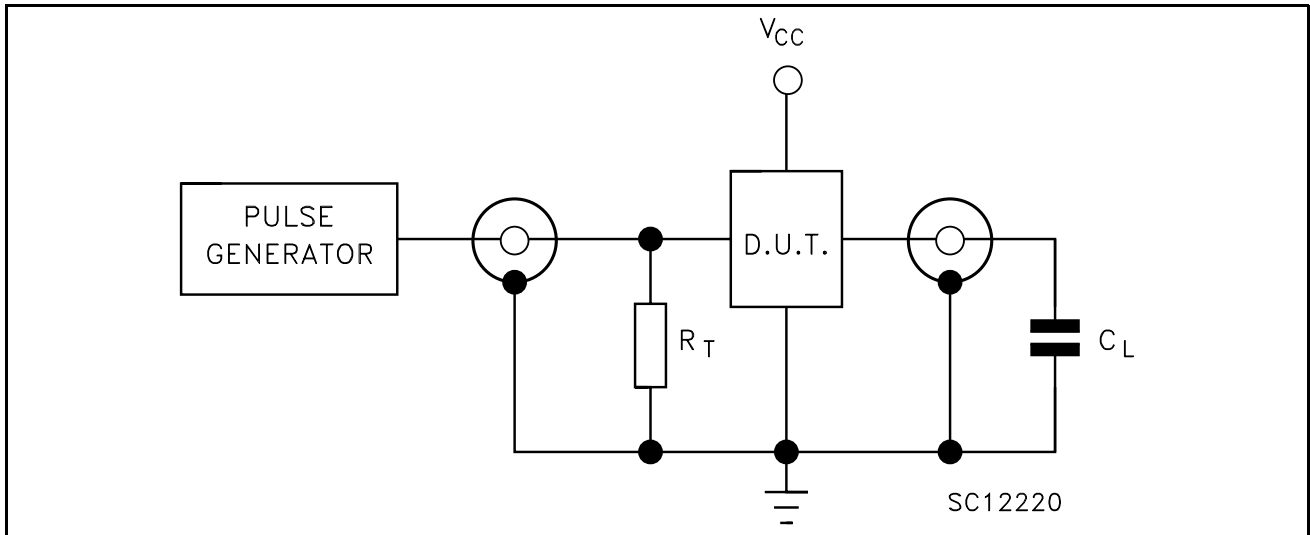 VCC
PULSE
GENERATOR
D.U.T.
RT
CL
SC12220